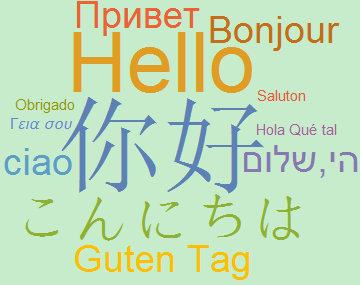 Привет
Bonjour
Hello
Saluton
Obrigado
Γεια σου
你好
Hola Qué tal
ciao
הי,שלום
こんにちは
Guten Tag